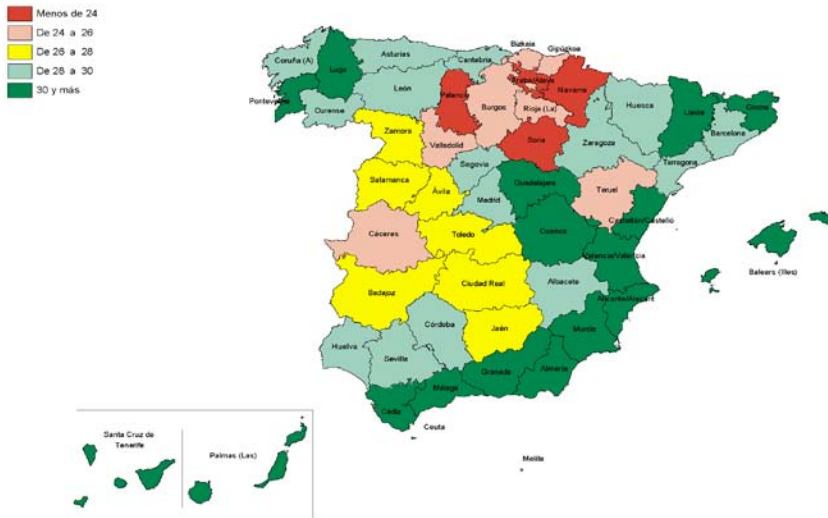 Menos de 24
De 24 a 26
De 26 a 28
De 28 a 30
30 y más
Coruña (A)
Lugo
Asturias
Cantabria
Bizkaia
Gipúzkoa
Araba/Álava
Navarra
Pontevedra
Ourense
León
Palencia
Burgos
Rioja (La)
Huesca
Lleida
Girona
Barcelona
Zamora
Valladolid
Soria
Zaragoza
Tarragona
Segovia
Salamanca
Ávila
Madrid
Guadalajara
Teruel
Castellón/Castelló
Cáceres
Toledo
Cuenca
Valencia/València
Balears (Illes)
Badajoz
Ciudad Real
Albacete
Alicante/Alacant
Huelva
Sevilla
Córdoba
Jaén
Murcia
Granada
Almería
Málaga
Cádiz
Ceuta
Melilla
Santa Cruz de
Tenerife
Palmas (Las)